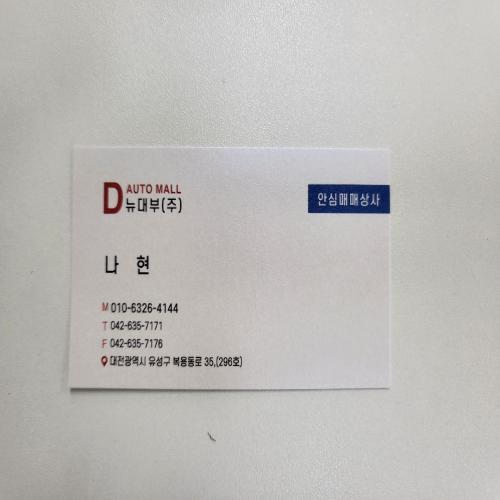 D AUTO MALL
뉴대부(주)
안심매매상사
나 현
M 010-6326-4144
T 042-635-7171
F 042-635-7176
대전광역시 유성구 복용동로 35,(296호)